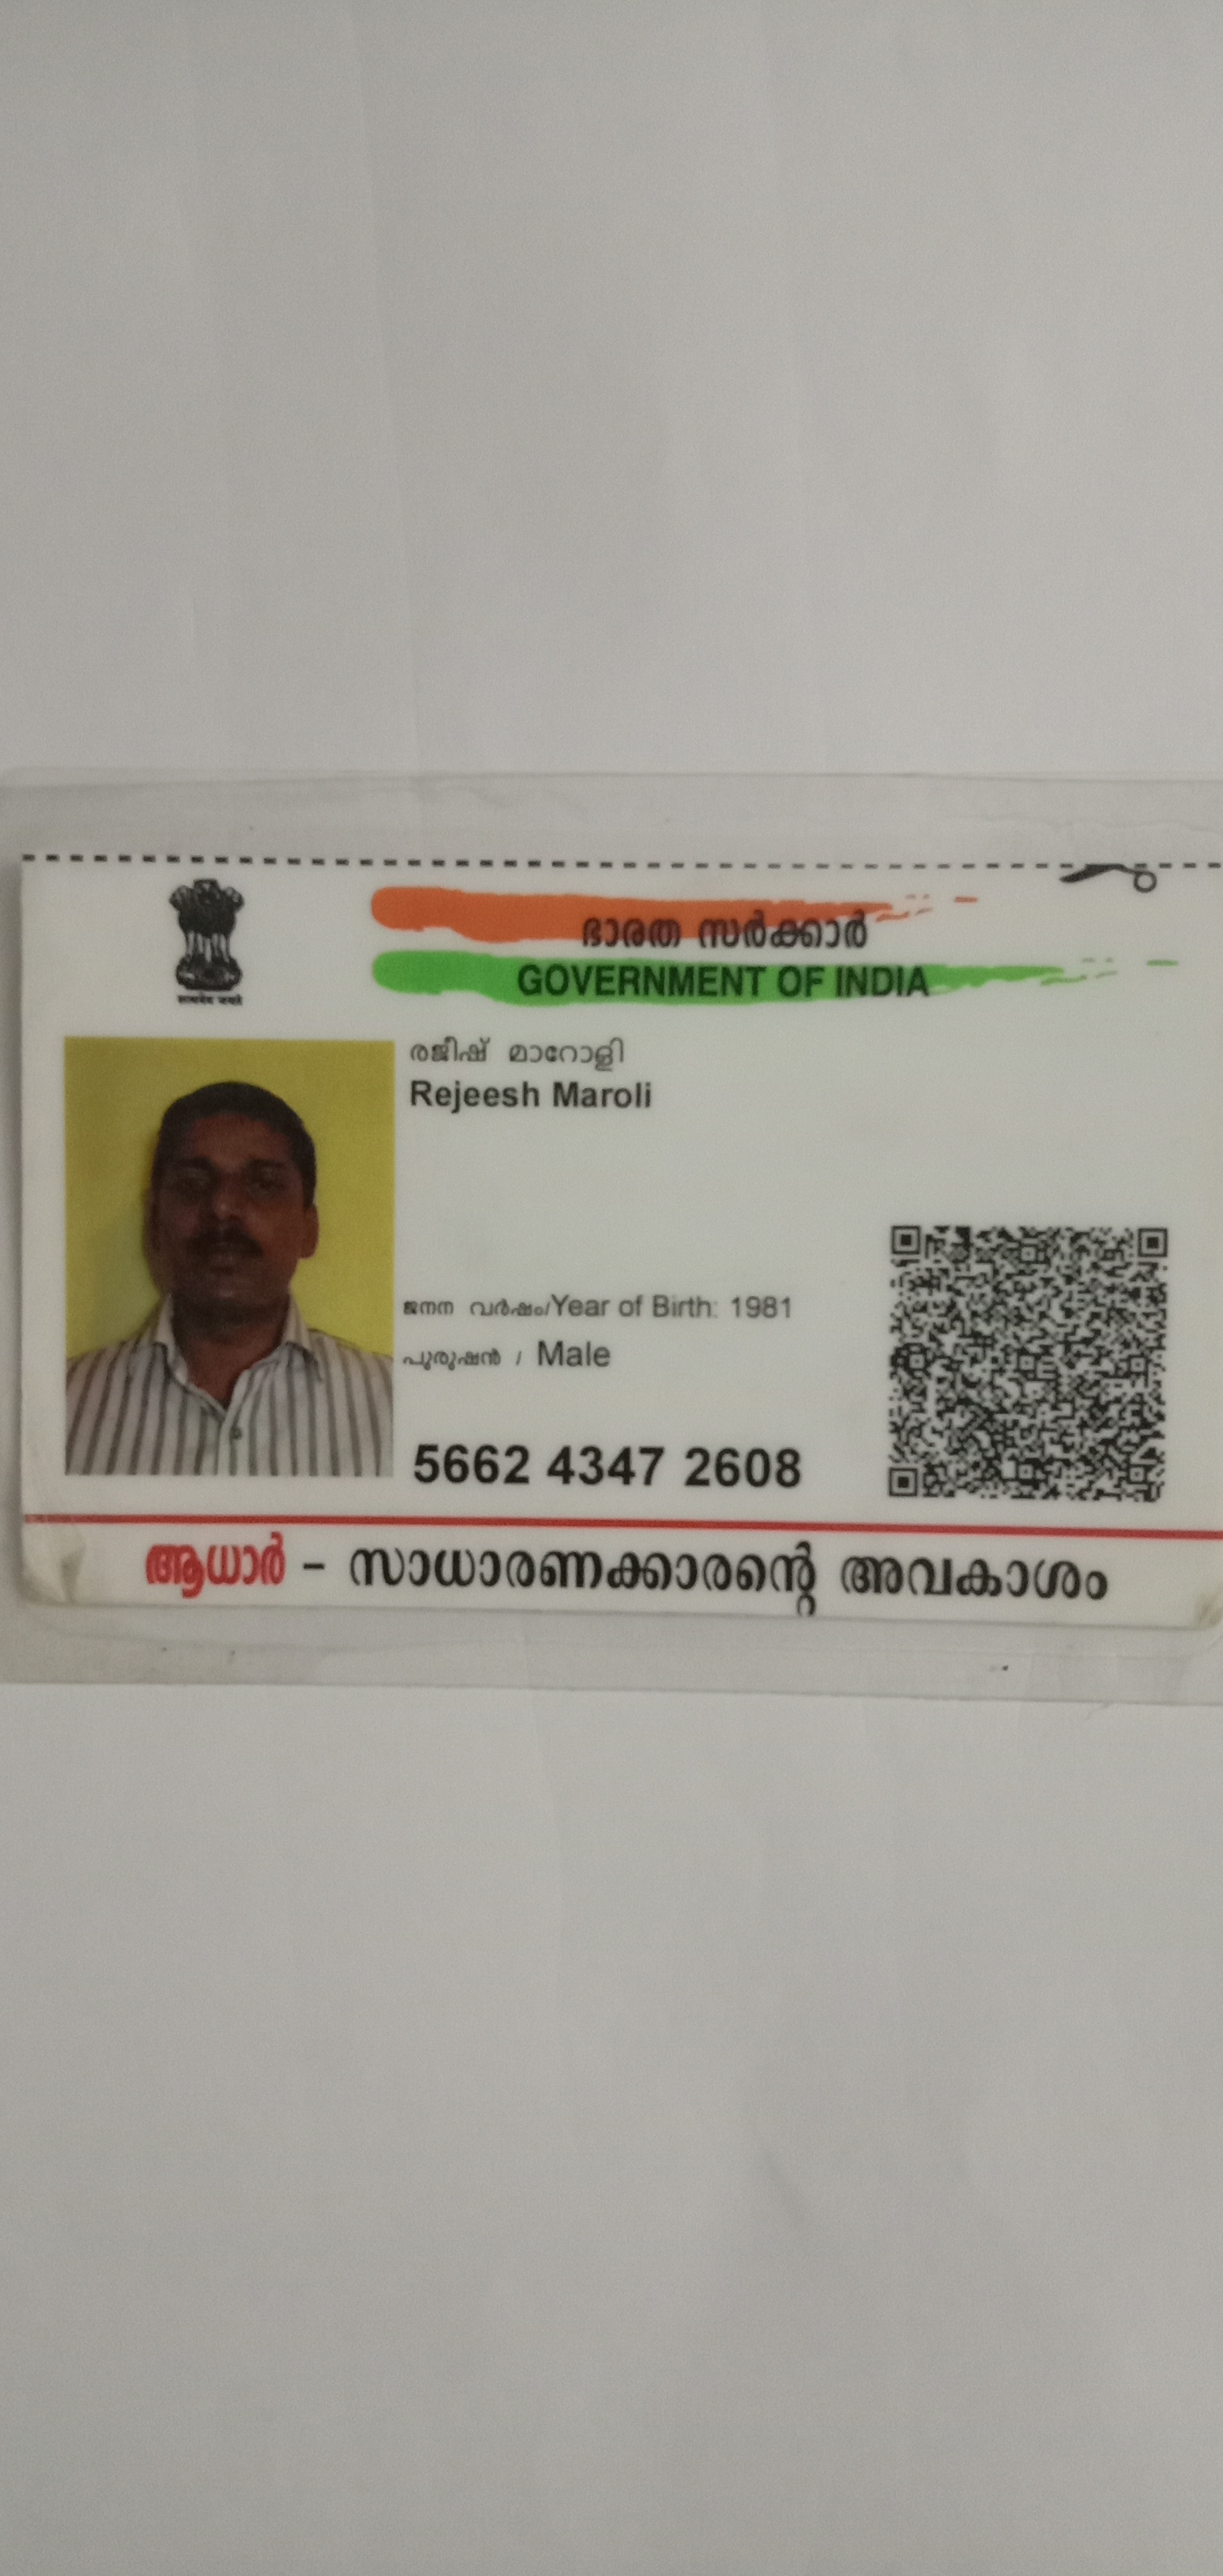 सत्यमेव जयते
ഭാരത സർക്കാർ
GOVERNMENT OF INDIA
രജീഷ് മാറോളി
Rejeesh Maroli
ജനന വർഷം/Year of Birth: 1981
പുരുഷൻ / Male
5662 4347 2608
ആധാർ – സാധാരണക്കാരന്റെ അവകാശം